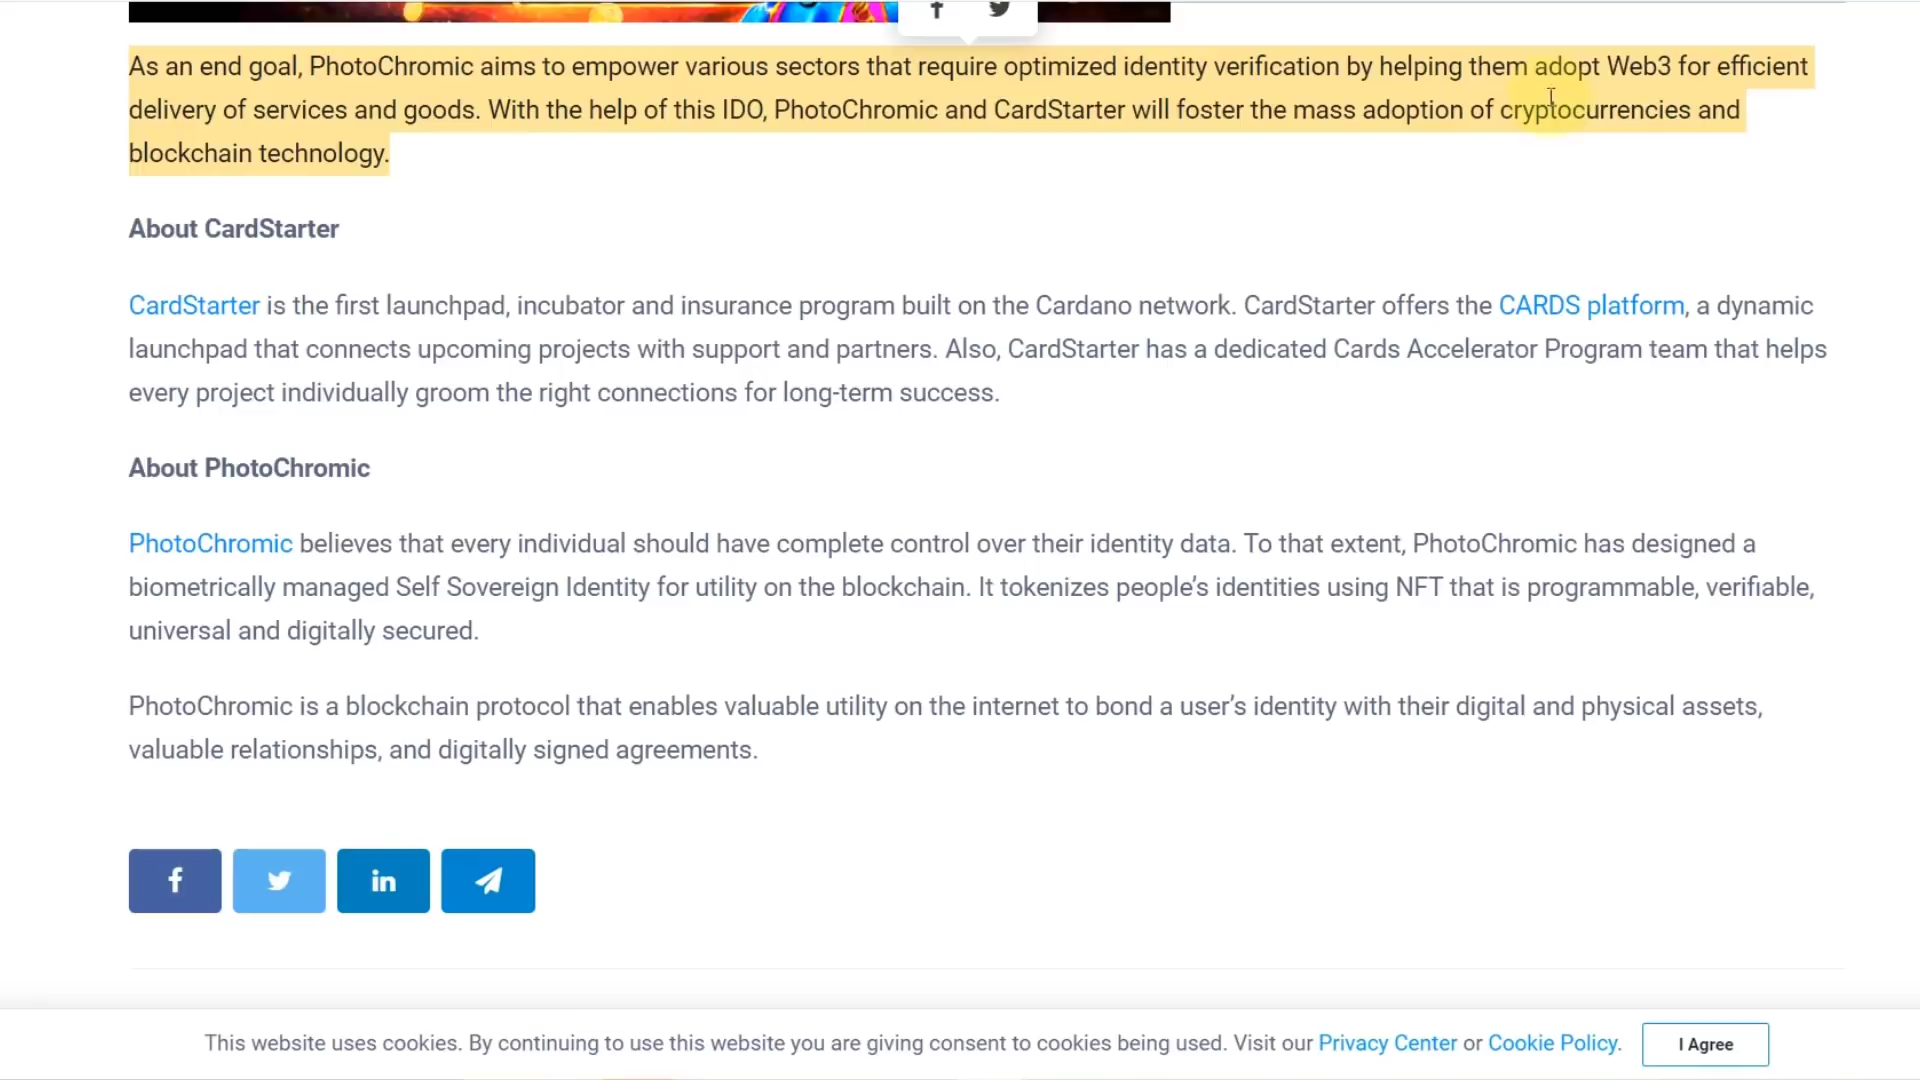 As an end goal, PhotoChromic aims to empower various sectors that require optimized identity verification by helping them adopt Web3 for efficient
delivery of services and goods. With the help of this IDO, PhotoChromic and CardStarter will foster the mass adoption of cryptocurrencies and
blockchain technology.
About CardStarter
CardStarter is the first launchpad, incubator and insurance program built on the Cardano network. CardStarter offers the CARDS platform, a dynamic
launchpad that connects upcoming projects with support and partners. Also, CardStarter has a dedicated Cards Accelerator Program team that helps
every project individually groom the right connections for long-term success.
About PhotoChromic
PhotoChromic believes that every individual should have complete control over their identity data. To that extent, PhotoChromic has designed a
biometrically managed Self Sovereign Identity for utility on the blockchain. It tokenizes people’s identities using NFT that is programmable, verifiable,
universal and digitally secured.
PhotoChromic is a blockchain protocol that enables valuable utility on the internet to bond a user’s identity with their digital and physical assets,
valuable relationships, and digitally signed agreements.
This website uses cookies. By continuing to use this website you are giving consent to cookies being used. Visit our Privacy Center or Cookie Policy. I Agree